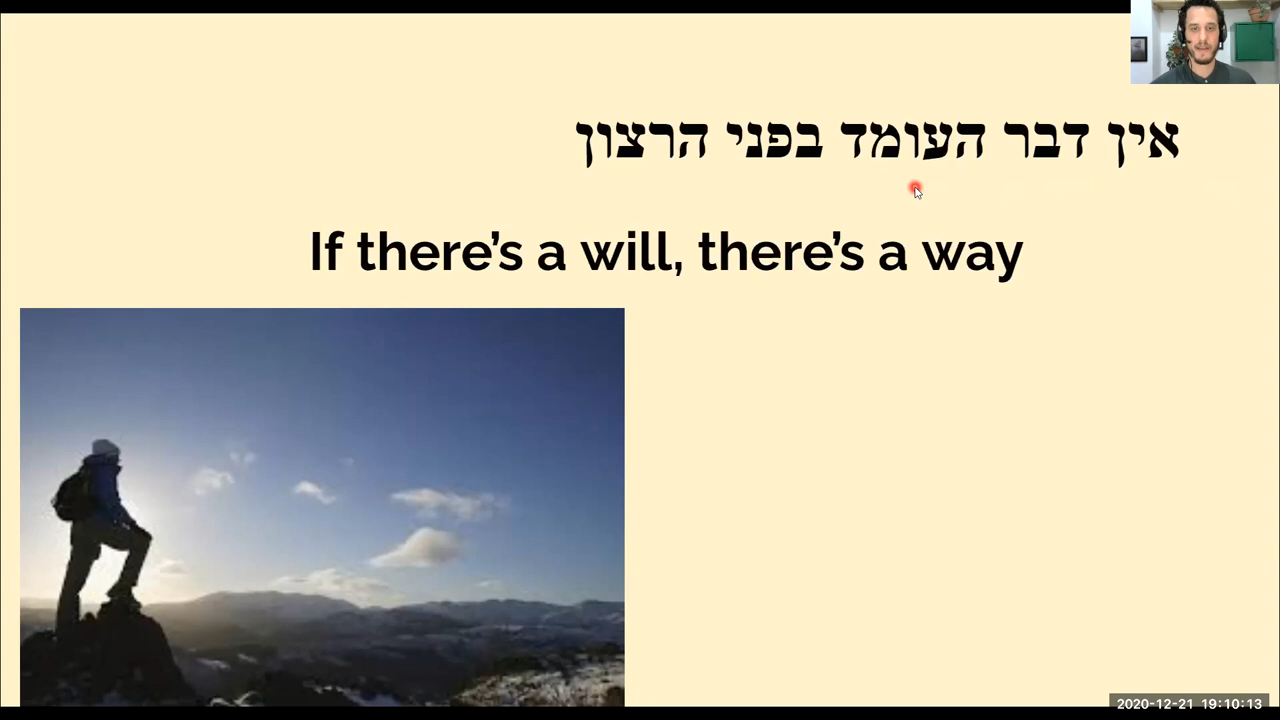 אין דבר העומד בפני הרצון
If there’s a will, there’s a way
2020-12-21 19:10:13